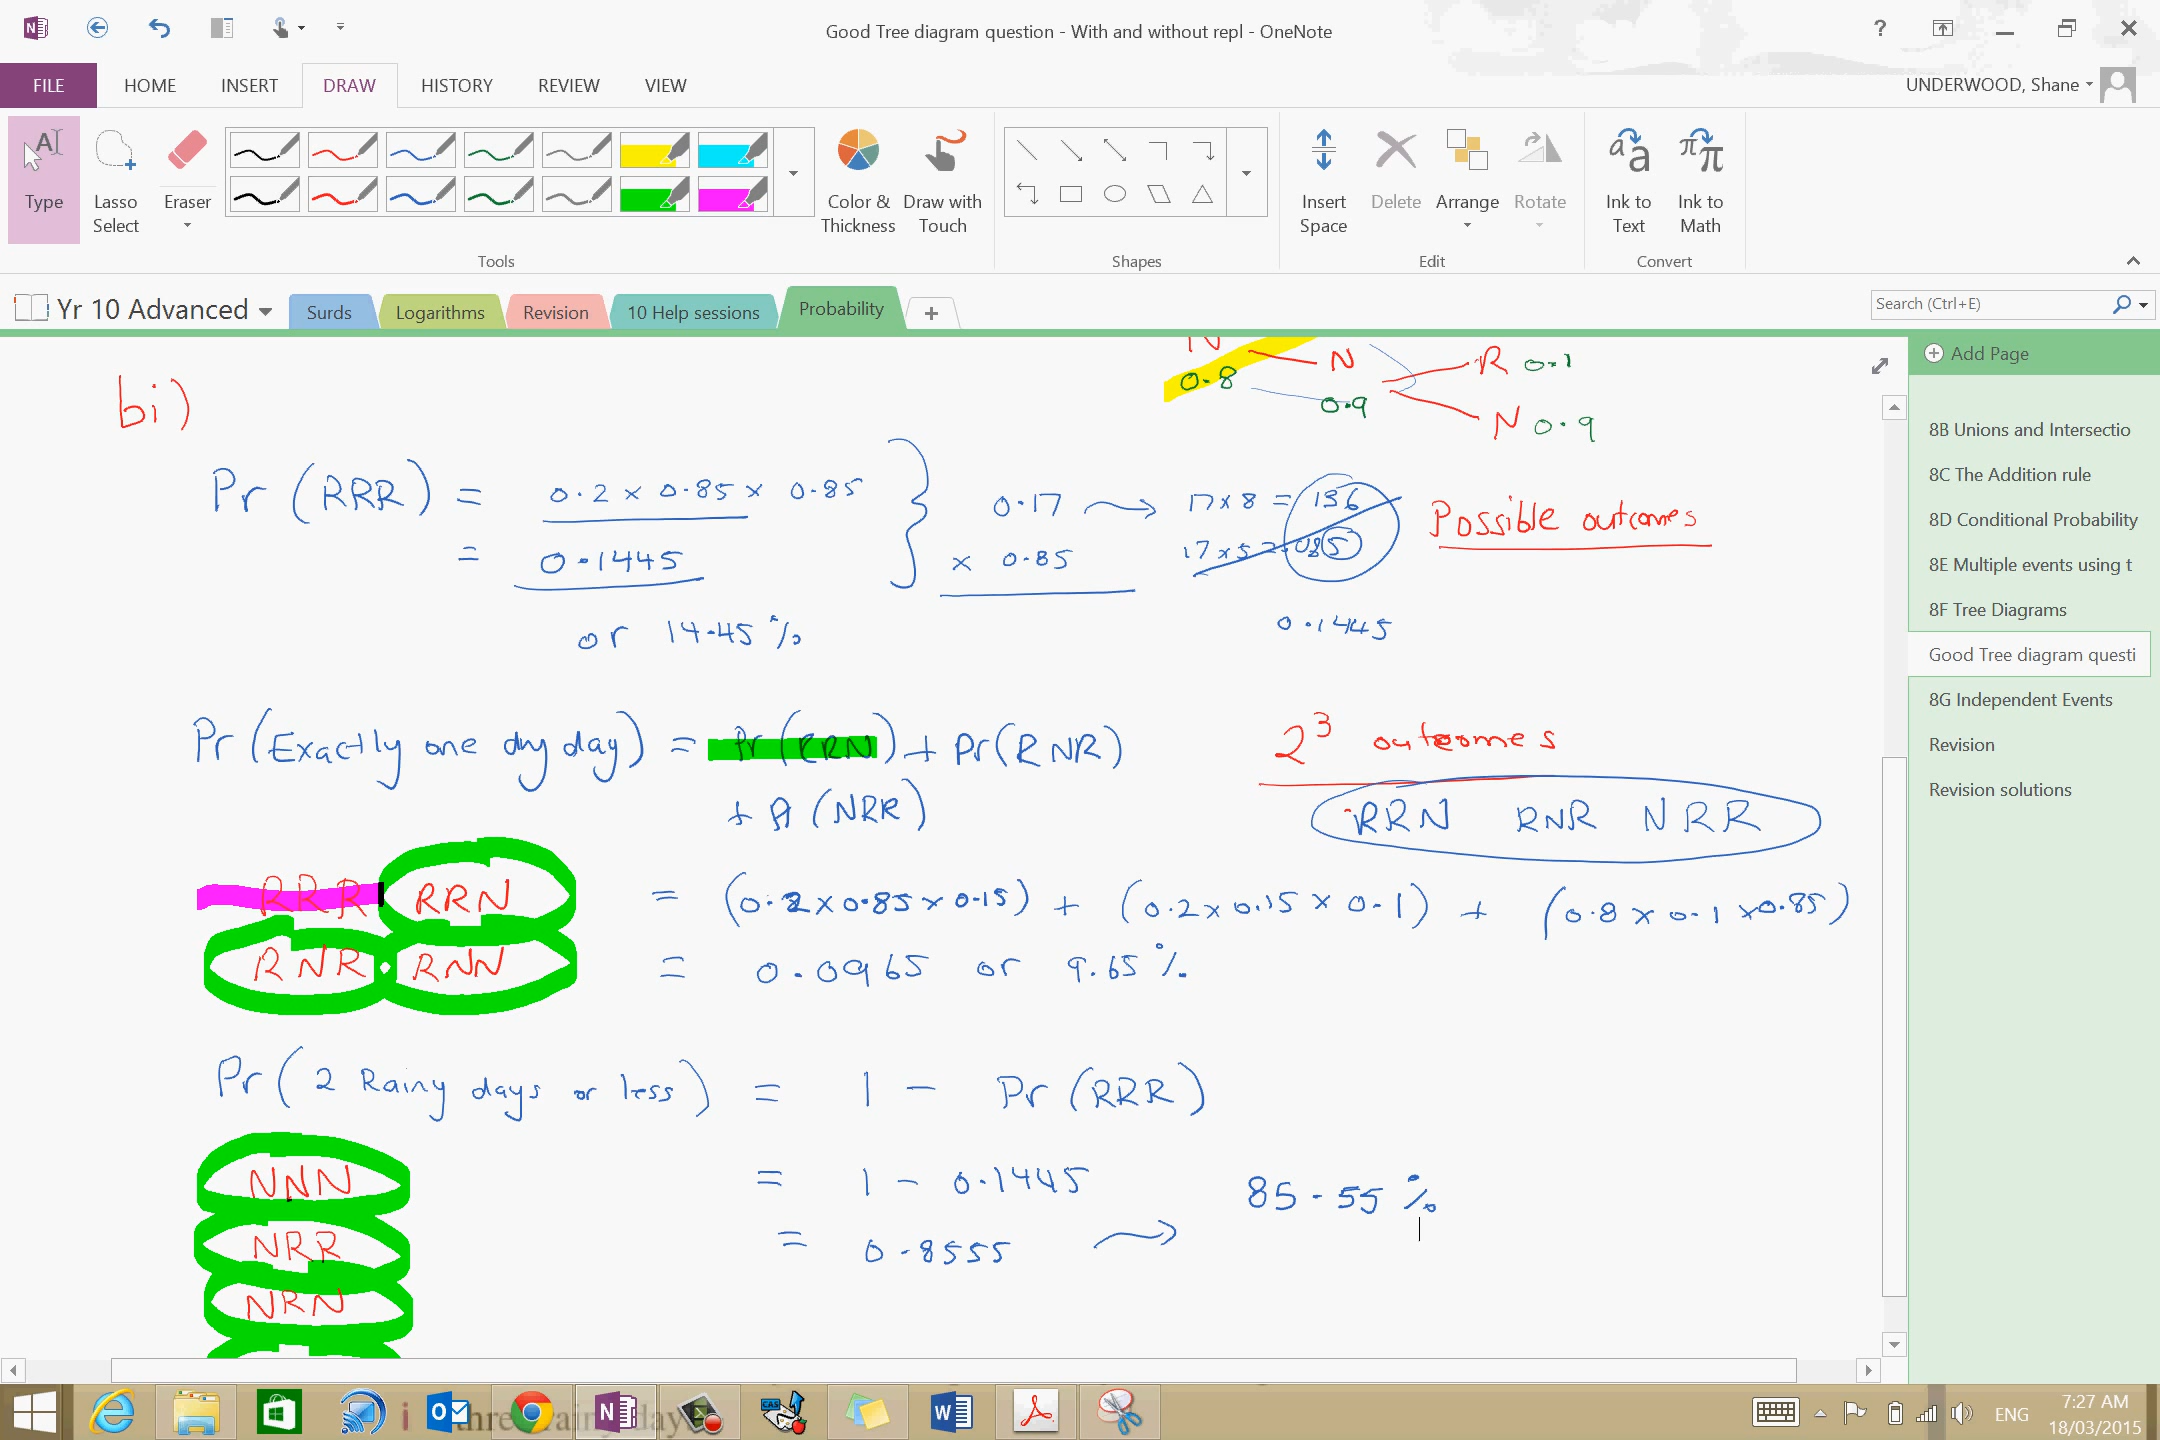 Good Tree diagram question - With and without repl - OneNote
FILE HOME INSERT DRAW HISTORY REVIEW VIEW
UNDERWOOD, Shane
Type
Lasso Select
Eraser
Color & Thickness
Draw with Touch
Insert Space
Delete
Arrange
Rotate
Ink to Text
Ink to Math
Tools Shapes Edit Convert
Yr 10 Advanced Surds Logarithms Revision 10 Help sessions Probability +
Search (Ctrl+E)
Add Page
8B Unions and Intersectio
8C The Addition rule
8D Conditional Probability
8E Multiple events using t
8F Tree Diagrams
Good Tree diagram questi
8G Independent Events
Revision
Revision solutions
N N R 0.1
0.8 0.9 N 0.9
bi)
Pr (RRR) = 0.2 × 0.85 × 0.85
= 0.1445
or 14.45 %
0.17
× 0.85
17 × 8 = 136
17 × 5
0.1445
Possible outcomes
Pr (Exactly one dry day) = Pr (RRN) + Pr (RNR)
+ Pr (NRR)
2³ outcomes
RRN RNR NRR
RRR RRN
RNR RNN
= (0.2 × 0.85 × 0.15) + (0.2 × 0.15 × 0.1) + (0.8 × 0.1 × 0.85)
= 0.0965 or 9.65 %
Pr ( 2 Rainy days or less ) = 1 - Pr (RRR)
= 1 - 0.1445
= 0.8555
85.55 %
NNN
NRR
NRN
ENG
7:27 AM
18/03/2015